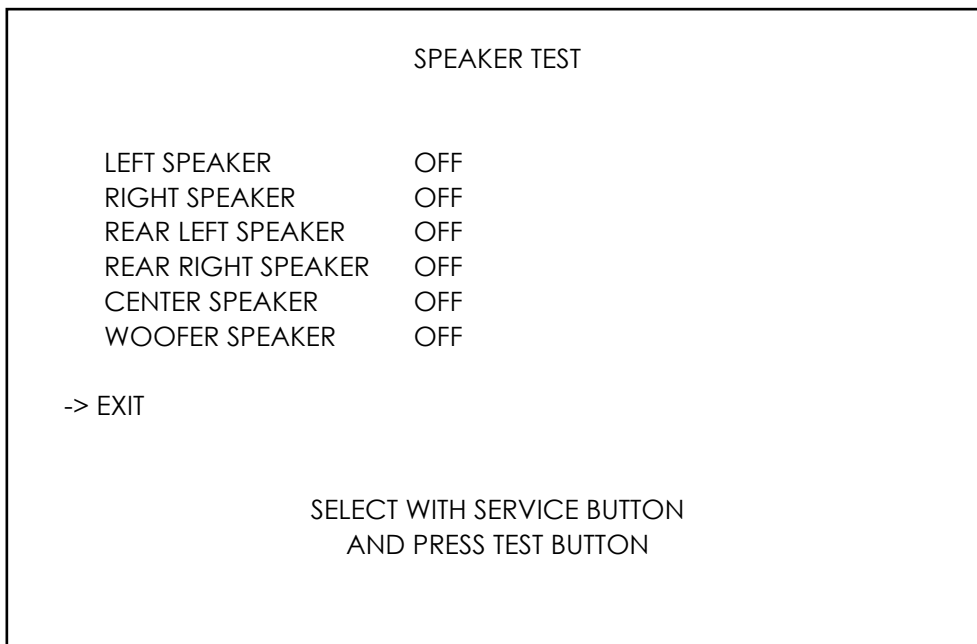 SPEAKER TEST
LEFT SPEAKER OFF
RIGHT SPEAKER OFF
REAR LEFT SPEAKER OFF
REAR RIGHT SPEAKER OFF
CENTER SPEAKER OFF
WOOFER SPEAKER OFF
-> EXIT
SELECT WITH SERVICE BUTTON
AND PRESS TEST BUTTON